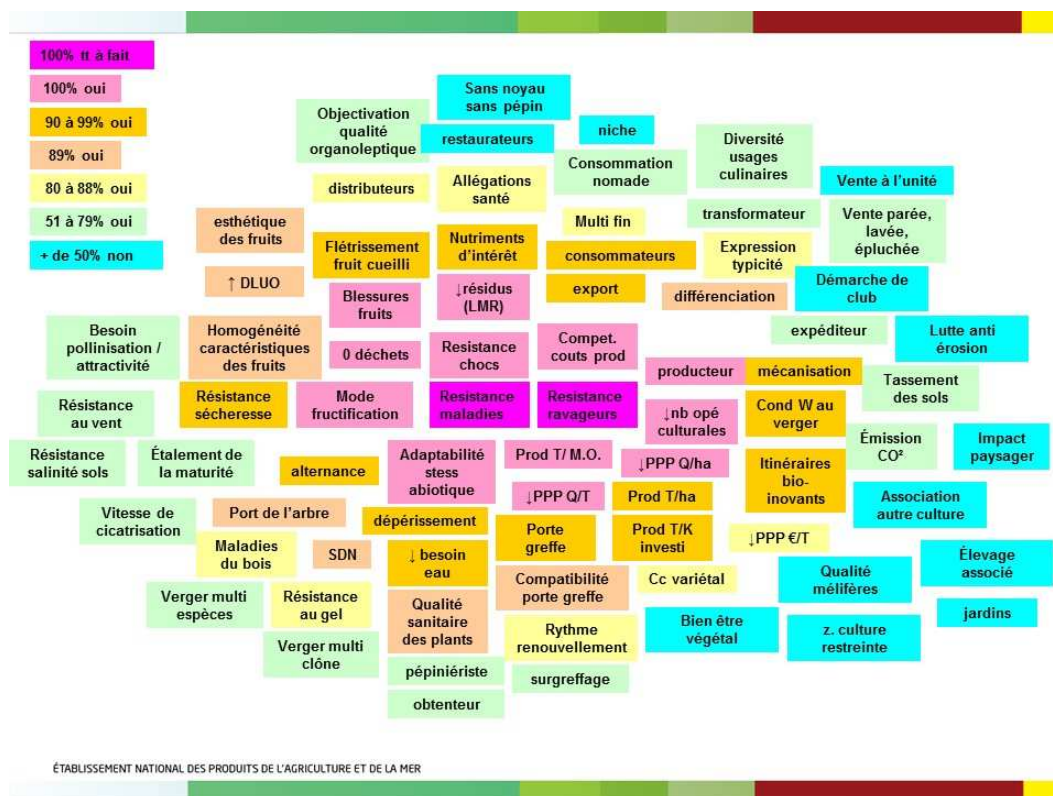 100% tt à fait
100% oui
90 à 99% oui
89% oui
80 à 88% oui
51 à 79% oui
+ de 50% non
Sans noyau
sans pépin
Objectivation
qualité
organoleptique
restaurateurs
niche
Diversité
usages
culinaires
Consommation
nomade
distributeurs
Allégations
santé
Vente à l'unité
esthétique
des fruits
Multi fin
transformateur
Vente parée,
lavée,
épluchée
Flétrissement
fruit cueilli
Nutriments
d'intérêt
consommateurs
Expression
typicité
↑ DLUO
Blessures
fruits
↓résidus
(LMR)
export
différenciation
Démarche de
club
Besoin
pollinisation /
attractivité
Homogénéité
caractéristiques
des fruits
0 déchets
Resistance
chocs
Compet.
couts prod
expéditeur
Lutte anti
érosion
producteur
mécanisation
Tassement
des sols
Résistance
au vent
Résistance
sécheresse
Mode
fructification
Resistance
maladies
Resistance
ravageurs
↓nb opé
culturales
Cond W au
verger
Résistance
salinité sols
Étalement de
la maturité
alternance
Adaptabilité
stess
abiotique
Prod T/ M.O.
↓PPP Q/ha
Itinéraires
bio-
inovants
Émission
CO²
Impact
paysager
Vitesse de
cicatrisation
Port de l'arbre
dépérissement
↓PPP Q/T
Prod T/ha
Association
autre culture
Maladies
du bois
SDN
↓ besoin
eau
Porte
greffe
Prod T/K
investi
↓PPP €/T
Élevage
associé
Verger multi
espèces
Résistance
au gel
Qualité
sanitaire
des plants
Compatibilité
porte greffe
Cc variétal
Qualité
mélifères
jardins
Verger multi
clône
Rythme
renouvellement
Bien être
végétal
z. culture
restreinte
pépiniériste
surgreffage
obtenteur
ÉTABLISSEMENT NATIONAL DES PRODUITS DE L'AGRICULTURE ET DE LA MER